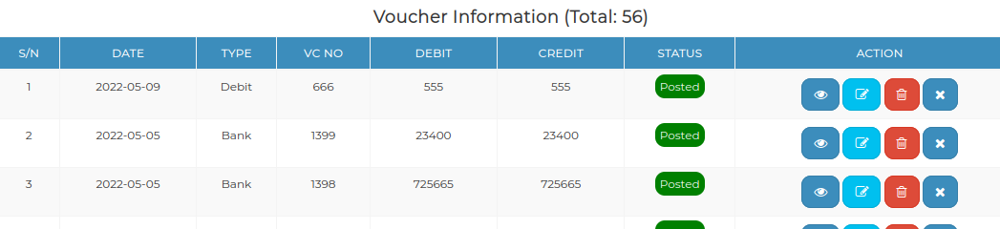 Voucher Information (Total: 56)
S/N DATE TYPE VC NO DEBIT CREDIT STATUS ACTION
1 2022-05-09 Debit 666 555 555 Posted
2 2022-05-05 Bank 1399 23400 23400 Posted
3 2022-05-05 Bank 1398 725665 725665 Posted